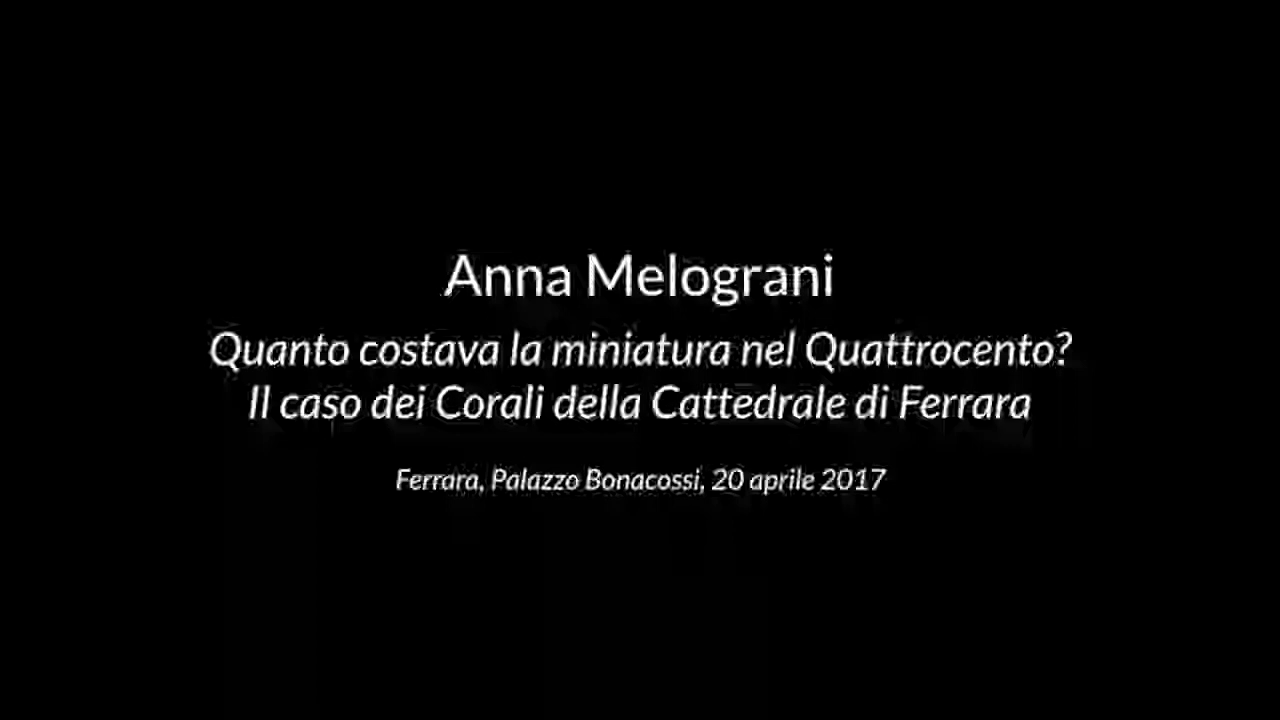 Anna Melograni
Quanto costava la miniatura nel Quattrocento?
Il caso dei Corali della Cattedrale di Ferrara
Ferrara, Palazzo Bonacossi, 20 aprile 2017